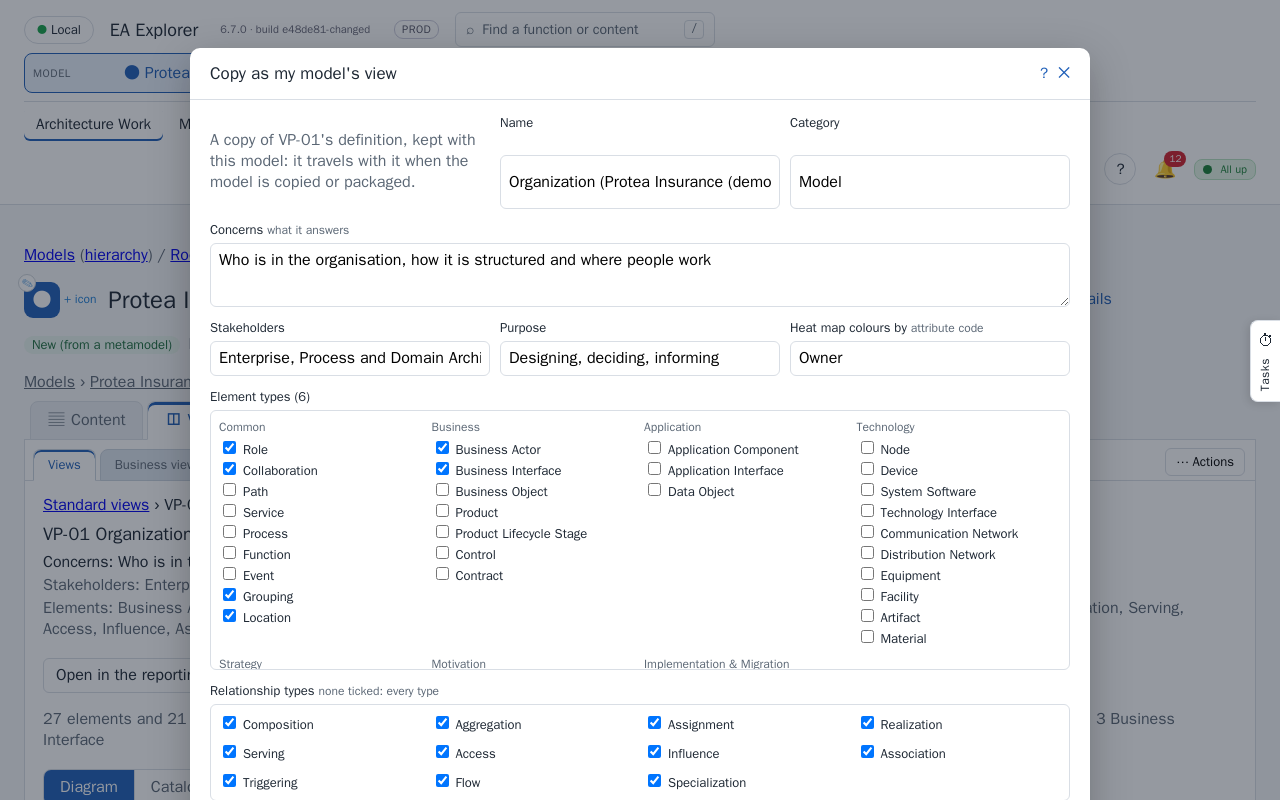 Local
EA Explorer
6.7.0 · build e48de81-changed
PROD
⌕ Find a function or content /
MODEL
Protea
Copy as my model's view
? ×
Architecture Work
M
?
12
All up
A copy of VP-01's definition, kept with
this model: it travels with it when the
model is copied or packaged.
Name
Organization (Protea Insurance (demo
Category
Model
Models (hierarchy) / Ro
+ icon
Protea I
ails
New (from a metamodel)
Models › Protea Insuran
Content
V
Views
Business view
··· Actions
Standard views › VP-0
VP-01 Organization
Concerns: Who is in t
Stakeholders: Enterp
Elements: Business A
tion, Serving,
Access, Influence, As
Open in the reportin
27 elements and 21
3 Business
Interface
Diagram
Catalo
Concerns what it answers
Who is in the organisation, how it is structured and where people work
Stakeholders
Enterprise, Process and Domain Archi
Purpose
Designing, deciding, informing
Heat map colours by attribute code
Owner
Element types (6)
Common
Role
Collaboration
Path
Service
Process
Function
Event
Grouping
Location
Business
Business Actor
Business Interface
Business Object
Product
Product Lifecycle Stage
Control
Contract
Application
Application Component
Application Interface
Data Object
Technology
Node
Device
System Software
Technology Interface
Communication Network
Distribution Network
Equipment
Facility
Artifact
Material
Strategy
Motivation
Implementation & Migration
Relationship types none ticked: every type
Composition
Aggregation
Assignment
Realization
Serving
Access
Influence
Association
Triggering
Flow
Specialization
Tasks